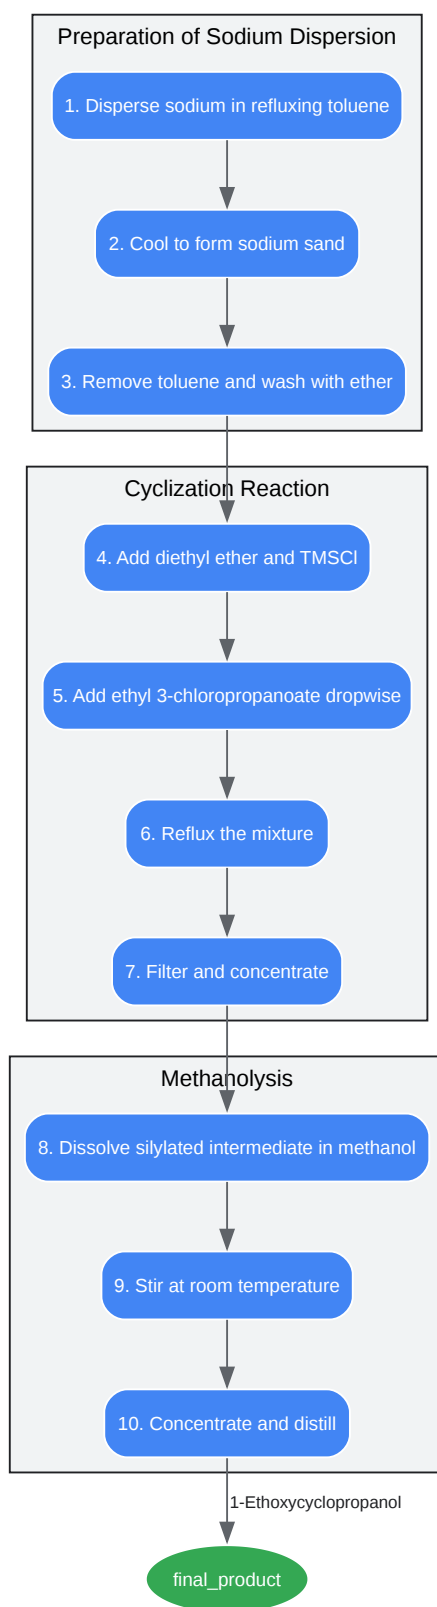 Preparation of Sodium Dispersion
1. Disperse sodium in refluxing toluene
2. Cool to form sodium sand
3. Remove toluene and wash with ether
Cyclization Reaction
4. Add diethyl ether and TMSCl
5. Add ethyl 3-chloropropanoate dropwise
6. Reflux the mixture
7. Filter and concentrate
Methanolysis
8. Dissolve silylated intermediate in methanol
9. Stir at room temperature
10. Concentrate and distill
1-Ethoxycyclopropanol
final_product